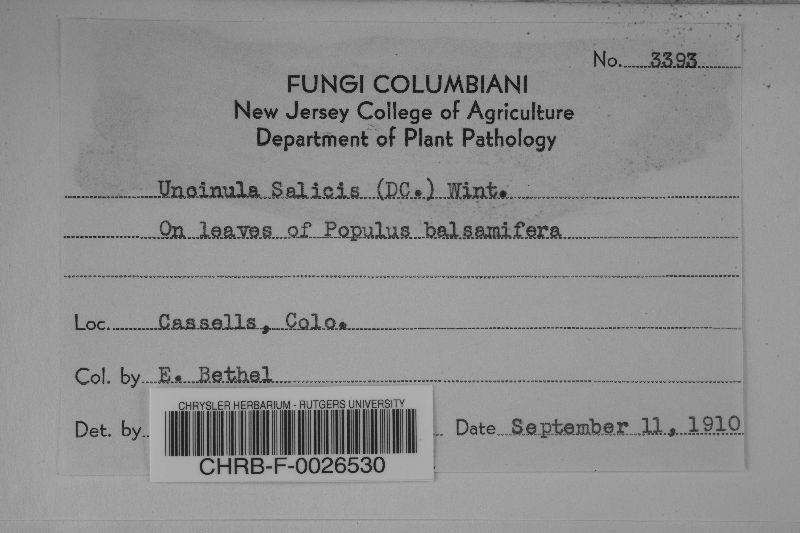 No. 3393
FUNGI COLUMBIANI
New Jersey College of Agriculture
Department of Plant Pathology
Uncinula Salicis (DC.) Wint.
On leaves of Populus balsamifera
Loc. Cassells, Colo.
Col. by E. Bethel
CHRYSLER HERBARIUM - RUTGERS UNIVERSITY
Det. by Date September 11, 1910
CHRB-F-0026530